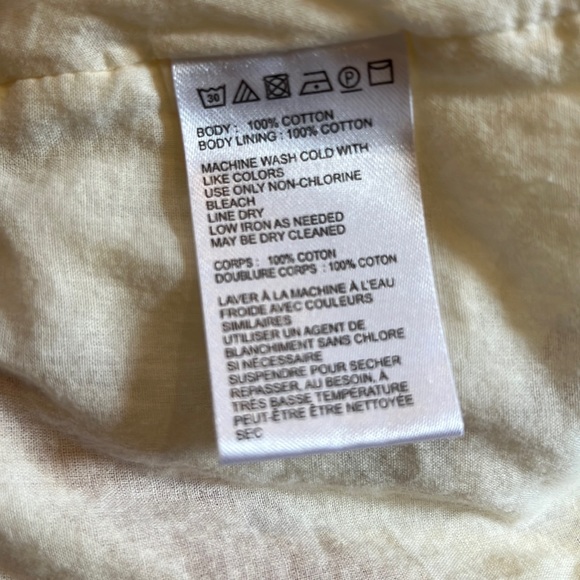 30 P
BODY : 100% COTTON
BODY LINING : 100% COTTON
MACHINE WASH COLD WITH
LIKE COLORS
USE ONLY NON-CHLORINE
BLEACH
LINE DRY
LOW IRON AS NEEDED
MAY BE DRY CLEANED
CORPS : 100% COTON
DOUBLURE CORPS : 100% COTON
LAVER À LA MACHINE À L'EAU
FROIDE AVEC COULEURS
SIMILAIRES
UTILISER UN AGENT DE
BLANCHIMENT SANS CHLORE
SI NÉCESSAIRE
SUSPENDRE POUR SECHER
REPASSER, AU BESOIN, À
TRÈS BASSE TEMPÉRATURE
PEUT-ÊTRE ÊTRE NETTOYÉE
SEC